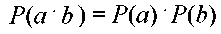 P(a · b) = P(a) · P(b)